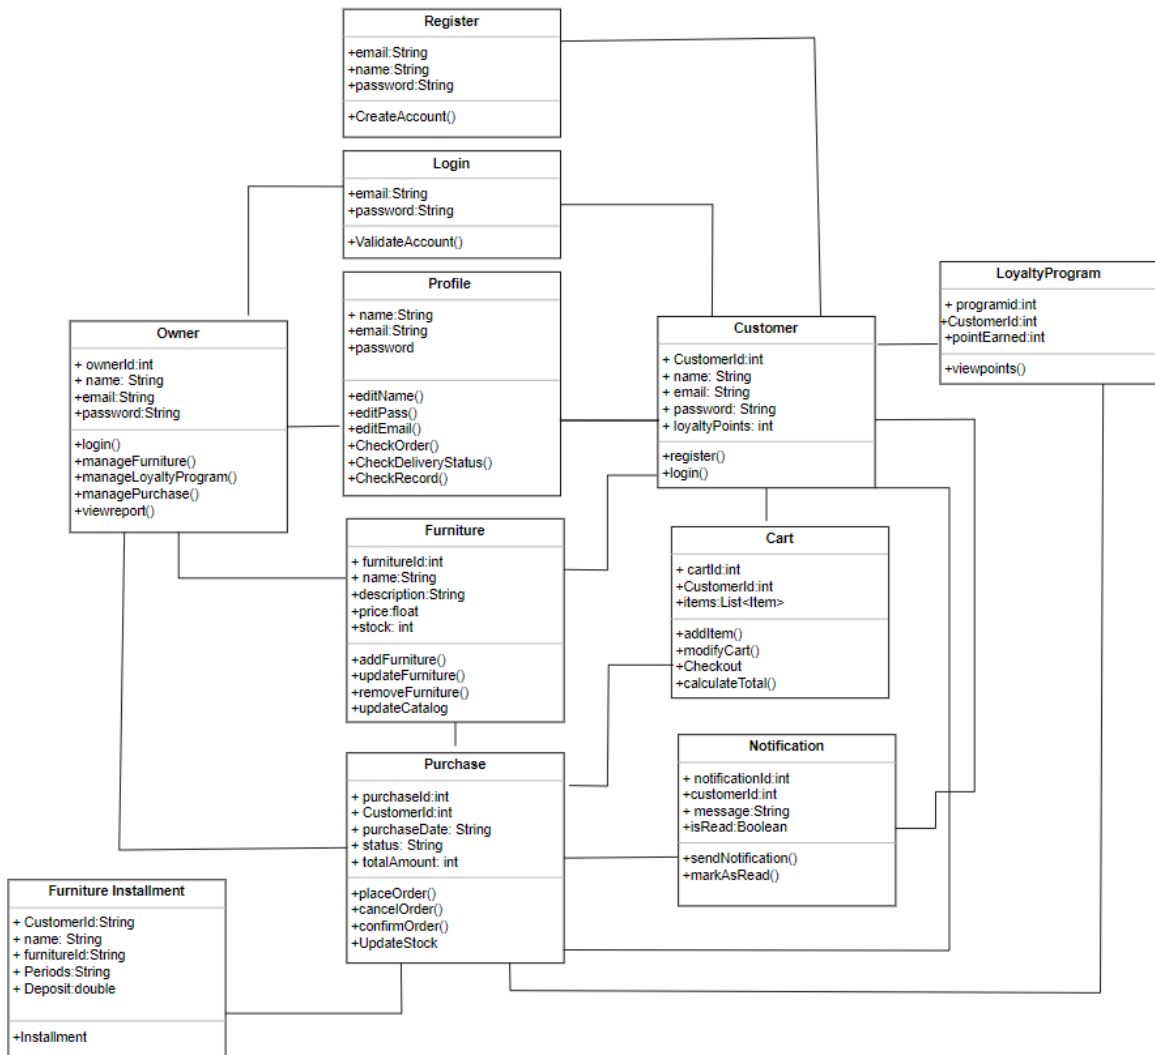 Register
+email:String
+name:String
+password:String
+CreateAccount()
Login
+email:String
+password:String
+ValidateAccount()
Profile
+ name:String
+email:String
+password
+editName()
+editPass()
+editEmail()
+CheckOrder()
+CheckDeliveryStatus()
+CheckRecord()
LoyaltyProgram
+ programid:int
+CustomerId:int
+pointEarned:int
+viewpoints()
Owner
+ ownerId:int
+ name: String
+email:String
+password:String
+login()
+manageFurniture()
+manageLoyaltyProgram()
+managePurchase()
+viewreport()
Customer
+ CustomerId:int
+ name: String
+ email: String
+ password: String
+ loyaltyPoints: int
+register()
+login()
Furniture
+ furnitureId:int
+ name:String
+description:String
+price:float
+stock: int
+addFurniture()
+updateFurniture()
+removeFurniture()
+updateCatalog
Cart
+ cartId:int
+CustomerId:int
+items:List<Item>
+addItem()
+modifyCart()
+Checkout
+calculateTotal()
Purchase
+ purchaseId:int
+ CustomerId:int
+ purchaseDate: String
+ status: String
+ totalAmount: int
+placeOrder()
+cancelOrder()
+confirmOrder()
+UpdateStock
Notification
+ notificationId:int
+customerId:int
+ message:String
+isRead:Boolean
+sendNotification()
+markAsRead()
Furniture Installment
+ CustomerId:String
+ name: String
+ furnitureId:String
+ Periods:String
+ Deposit:double
+Installment